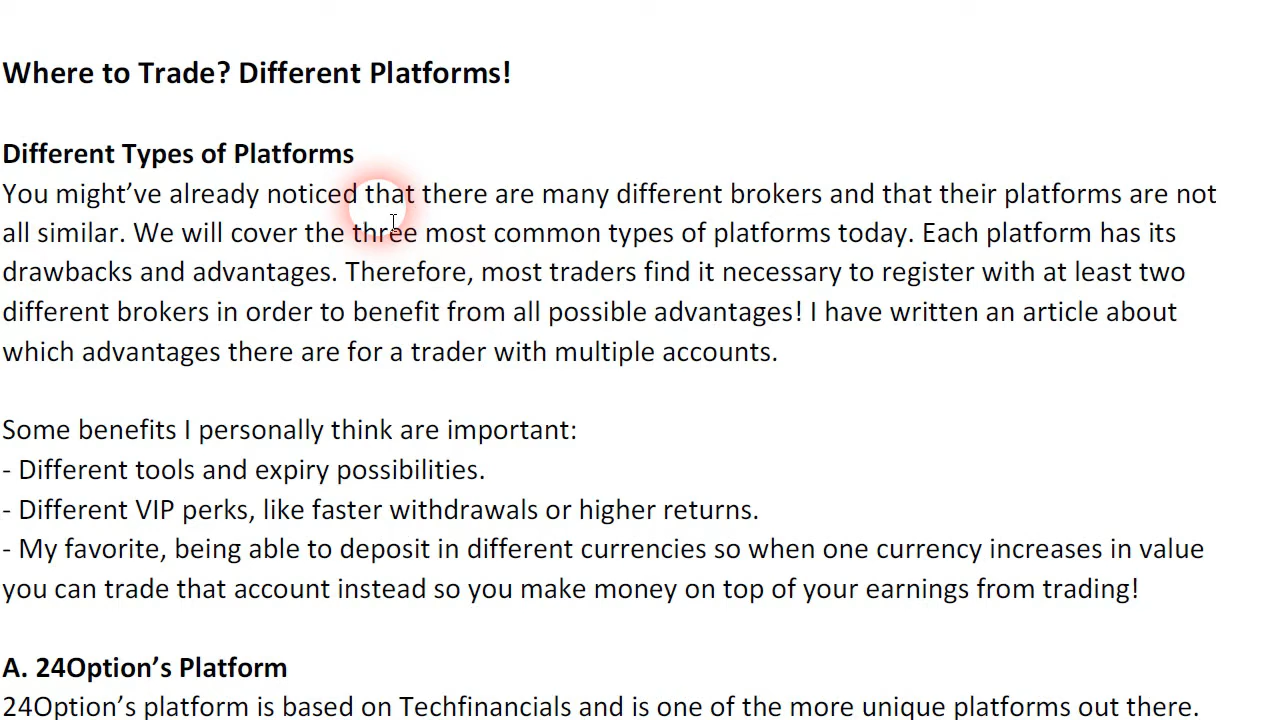 Where to Trade? Different Platforms!
Different Types of Platforms
You might’ve already noticed that there are many different brokers and that their platforms are not
all similar. We will cover the three most common types of platforms today. Each platform has its
drawbacks and advantages. Therefore, most traders find it necessary to register with at least two
different brokers in order to benefit from all possible advantages! I have written an article about
which advantages there are for a trader with multiple accounts.
Some benefits I personally think are important:
- Different tools and expiry possibilities.
- Different VIP perks, like faster withdrawals or higher returns.
- My favorite, being able to deposit in different currencies so when one currency increases in value
you can trade that account instead so you make money on top of your earnings from trading!
A. 24Option’s Platform
24Option’s platform is based on Techfinancials and is one of the more unique platforms out there.